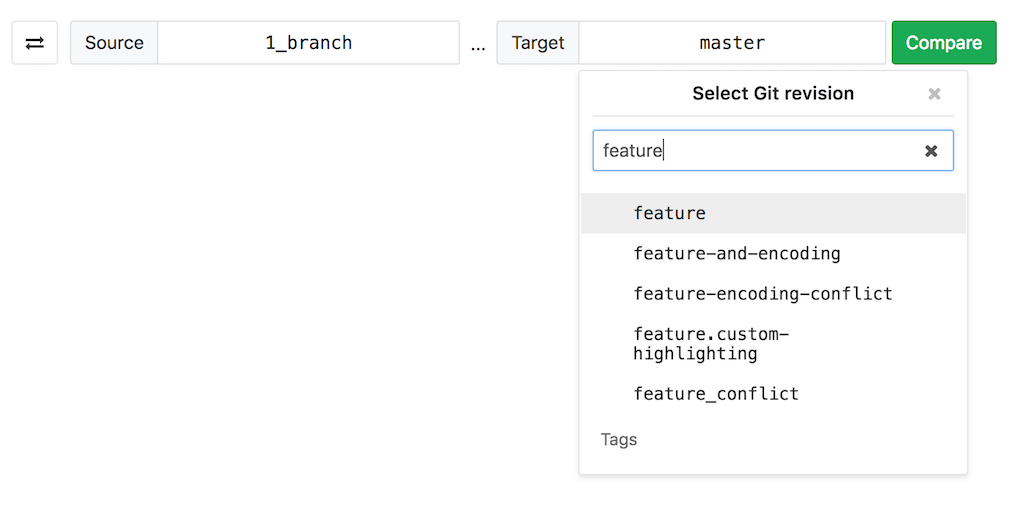 Source 1_branch ... Target master Compare
Select Git revision
feature
feature
feature-and-encoding
feature-encoding-conflict
feature.custom-
highlighting
feature_conflict
Tags